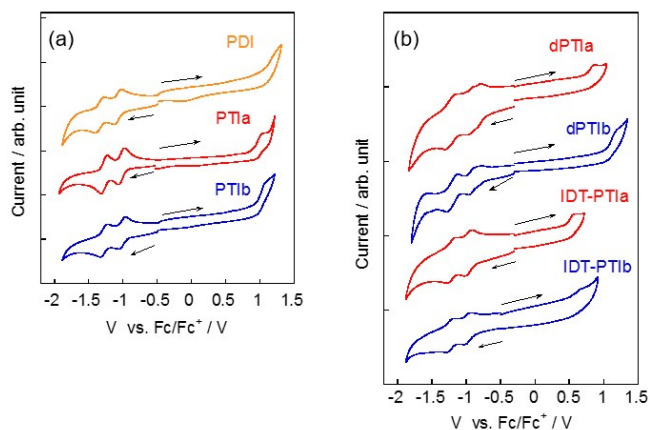 (a)
PDI
PTIa
PTIb
Current / arb. unit
-2 -1.5 -1 -0.5 0 0.5 1 1.5
V vs. Fc/Fc⁺ / V
(b)
dPTIa
dPTIb
IDT-PTIa
IDT-PTIb
Current / arb. unit
-2 -1.5 -1 -0.5 0 0.5 1 1.5
V vs. Fc/Fc⁺ / V